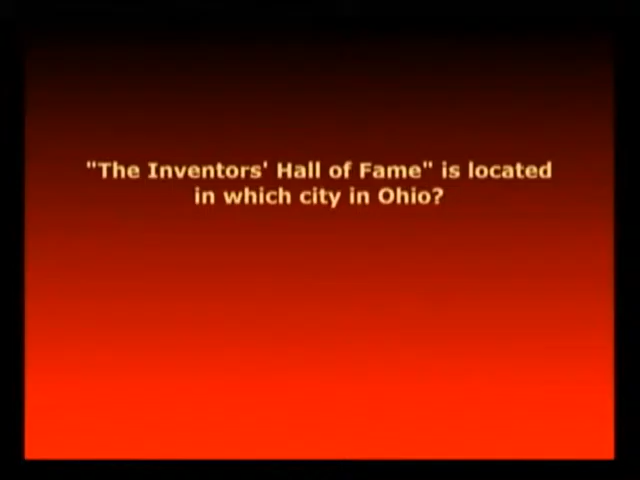 "The Inventors' Hall of Fame" is located
in which city in Ohio?